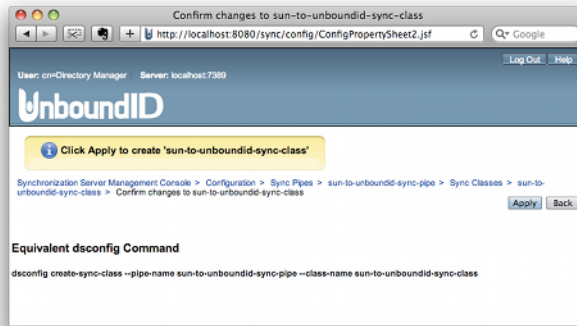 Confirm changes to sun-to-unboundid-sync-class
http://localhost:8080/sync/config/ConfigPropertySheet2.jsf
Google
Log Out Help
User: cn=Directory Manager Server: localhost:7389
UnboundID
Click Apply to create 'sun-to-unboundid-sync-class'
Synchronization Server Management Console > Configuration > Sync Pipes > sun-to-unboundid-sync-pipe > Sync Classes > sun-to-
unboundid-sync-class > Confirm changes to sun-to-unboundid-sync-class
Apply Back
Equivalent dsconfig Command
dsconfig create-sync-class --pipe-name sun-to-unboundid-sync-pipe --class-name sun-to-unboundid-sync-class